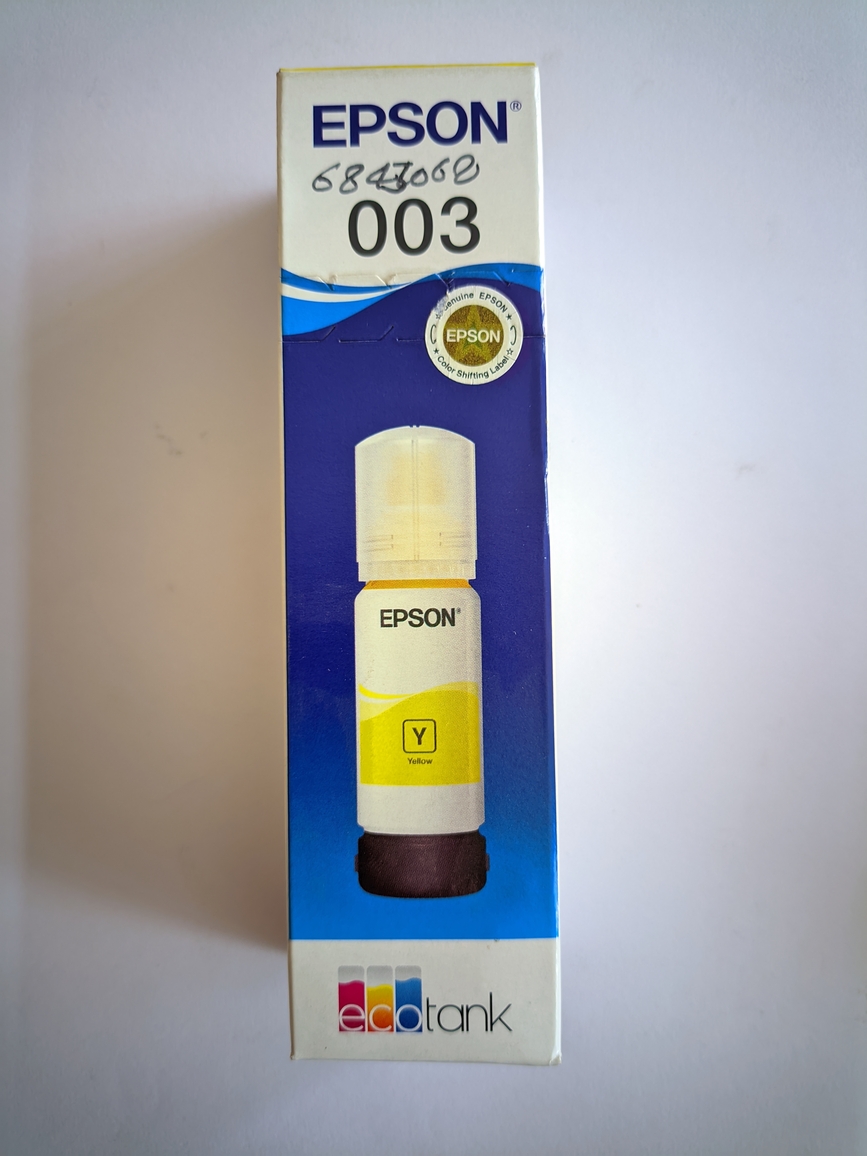 EPSON®
003
Genuine EPSON
EPSON
Color Shifting Label
EPSON®
Y
Yellow
ecotank